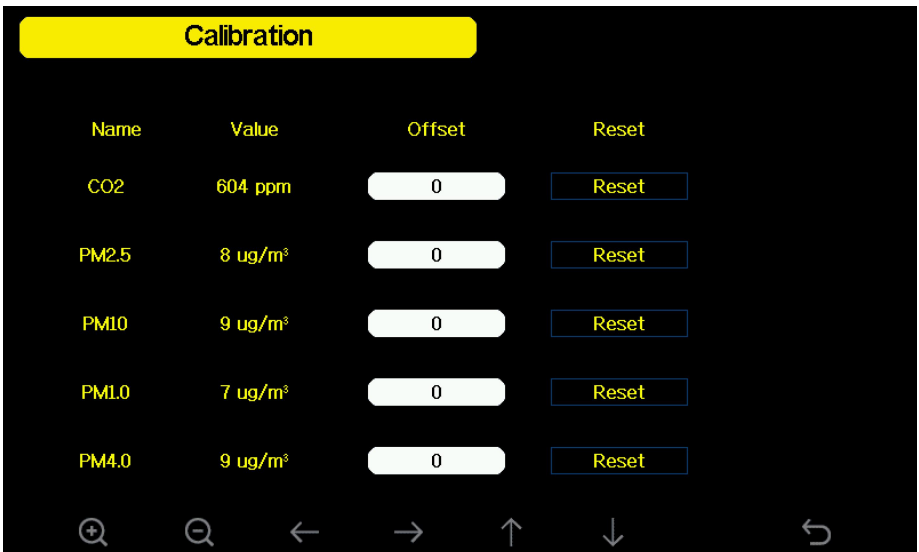 Calibration
Name Value Offset Reset
CO2 604 ppm 0 Reset
PM2.5 8 ug/m³ 0 Reset
PM10 9 ug/m³ 0 Reset
PM1.0 7 ug/m³ 0 Reset
PM4.0 9 ug/m³ 0 Reset